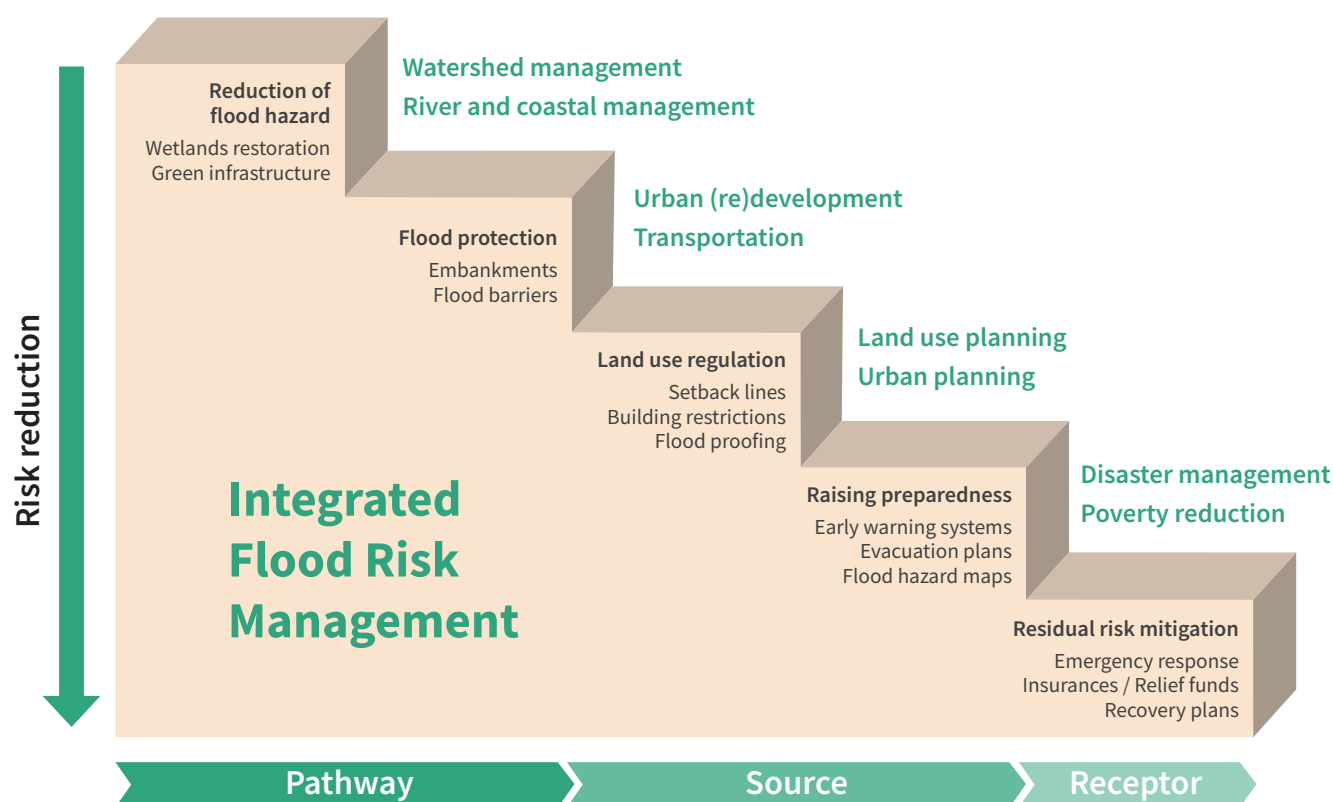 Risk reduction
Reduction of
flood hazard
Wetlands restoration
Green infrastructure
Watershed management
River and coastal management
Flood protection
Embankments
Flood barriers
Urban (re)development
Transportation
Land use regulation
Setback lines
Building restrictions
Flood proofing
Land use planning
Urban planning
Raising preparedness
Early warning systems
Evacuation plans
Flood hazard maps
Disaster management
Poverty reduction
Residual risk mitigation
Emergency response
Insurances / Relief funds
Recovery plans
Integrated
Flood Risk
Management
Pathway
Source
Receptor